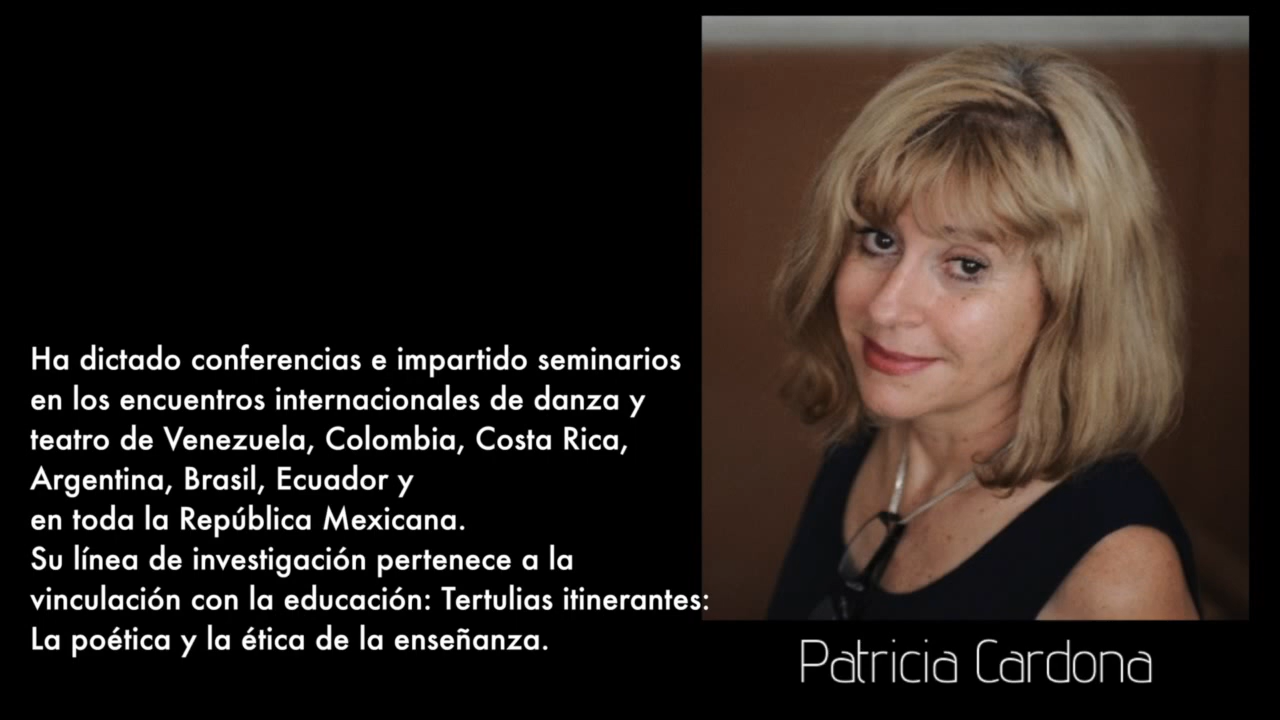 Ha dictado conferencias e impartido seminarios
en los encuentros internacionales de danza y
teatro de Venezuela, Colombia, Costa Rica,
Argentina, Brasil, Ecuador y
en toda la República Mexicana.
Su línea de investigación pertenece a la
vinculación con la educación: Tertulias itinerantes:
La poética y la ética de la enseñanza.
Patricia Cardona